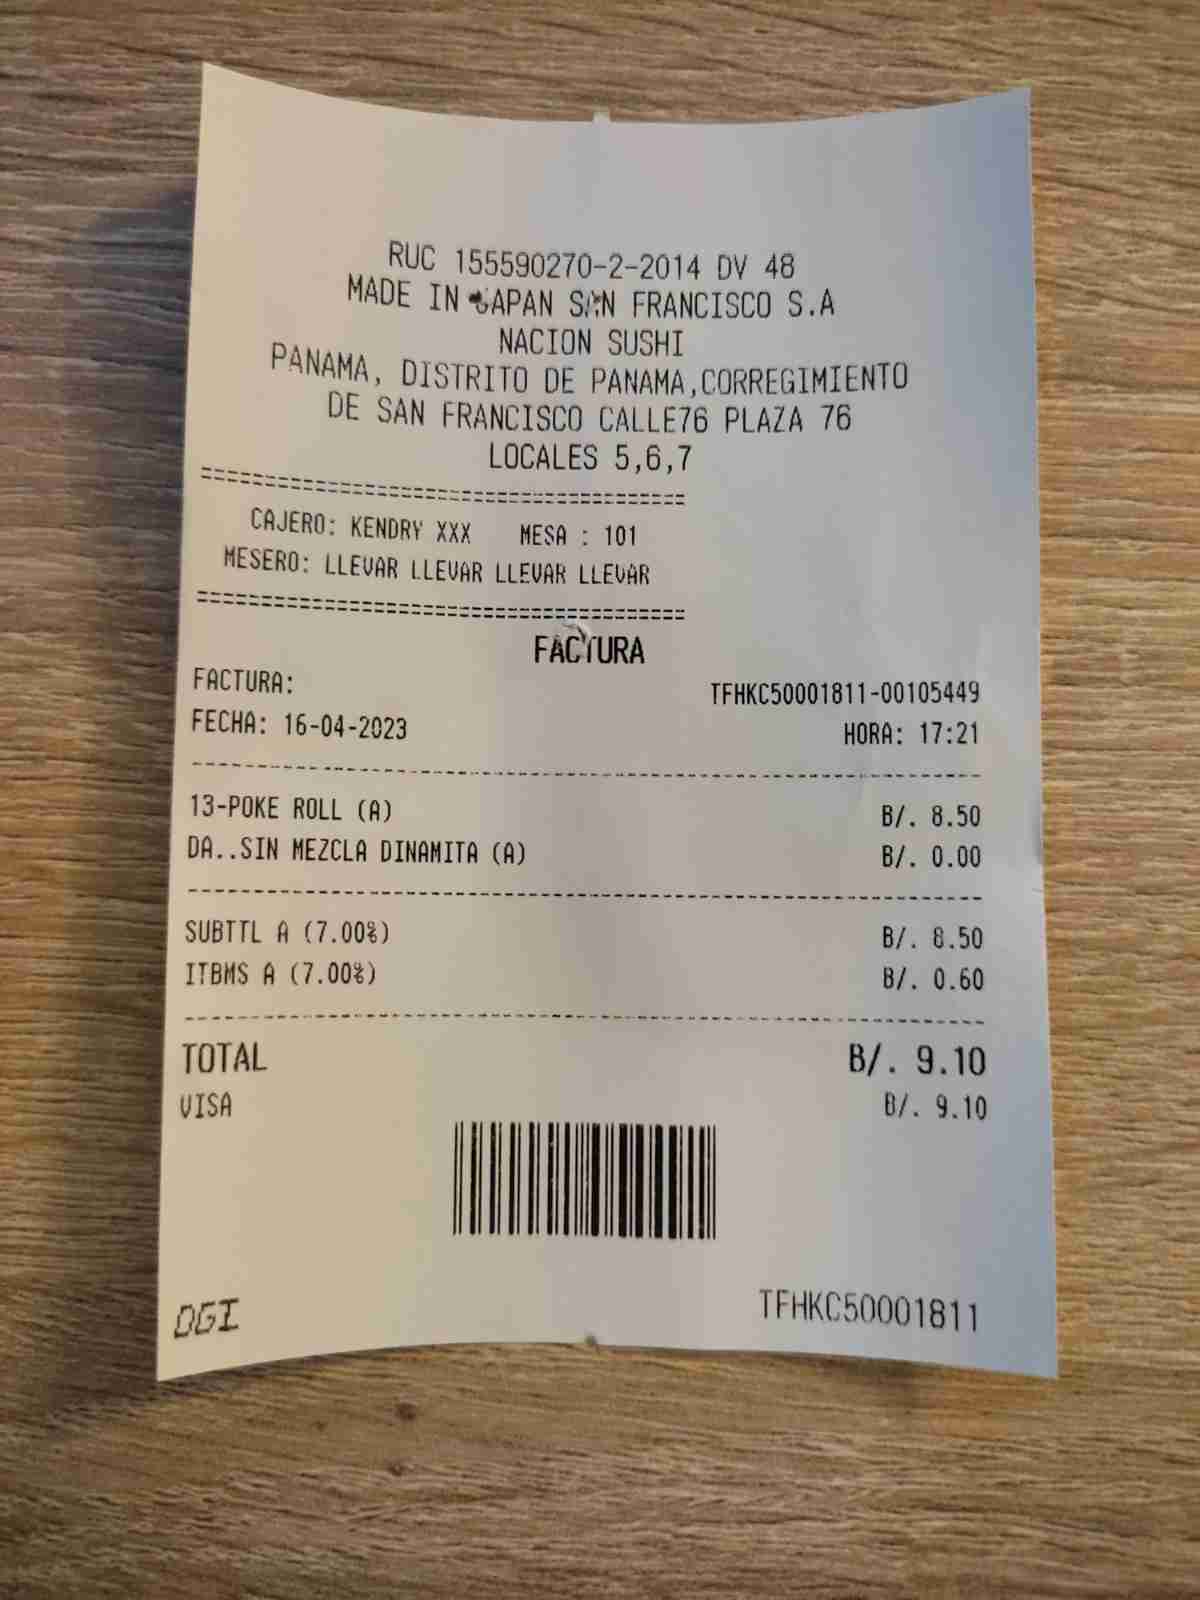 RUC 155590270-2-2014 DV 48
MADE IN JAPAN SAN FRANCISCO S.A
NACION SUSHI
PANAMA, DISTRITO DE PANAMA,CORREGIMIENTO
DE SAN FRANCISCO CALLE76 PLAZA 76
LOCALES 5,6,7
========================================
CAJERO: KENDRY XXX MESA : 101
MESERO: LLEVAR LLEVAR LLEVAR LLEVAR
========================================
FACTURA
FACTURA: TFHKC50001811-00105449
FECHA: 16-04-2023 HORA: 17:21
13-POKE ROLL (A) B/. 8.50
DA..SIN MEZCLA DINAMITA (A) B/. 0.00
SUBTTL A (7.00%) B/. 8.50
ITBMS A (7.00%) B/. 0.60
TOTAL B/. 9.10
VISA B/. 9.10
DGI TFHKC50001811